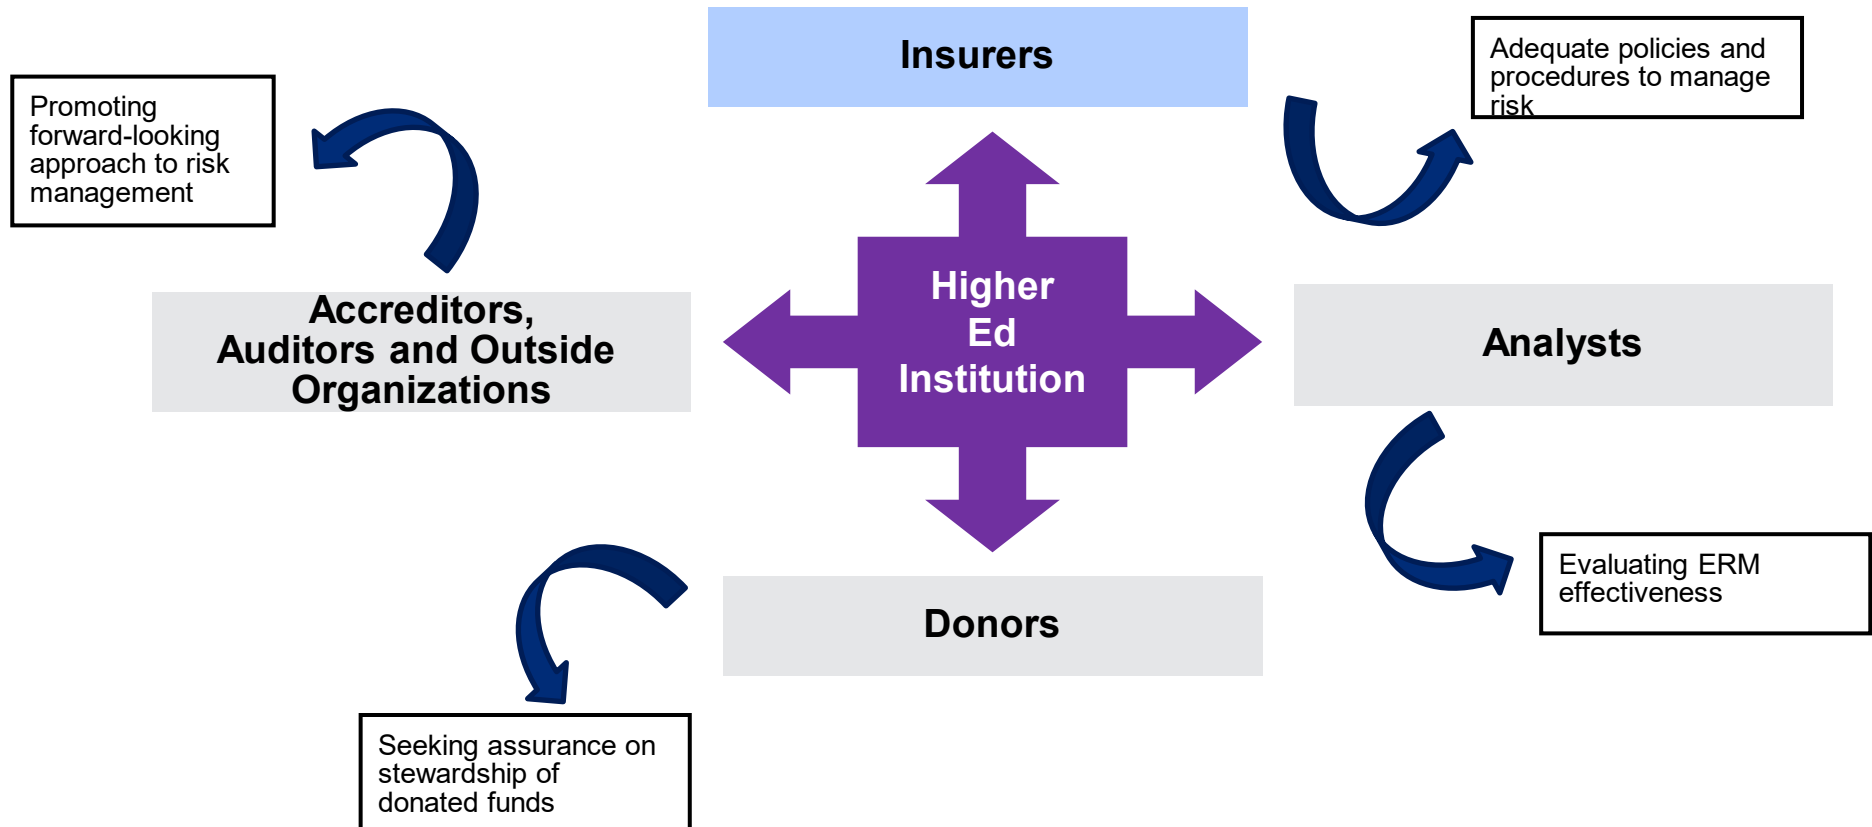 Insurers
Adequate policies and
procedures to manage
risk
Promoting
forward-looking
approach to risk
management
Higher
Ed
Institution
Accreditors,
Auditors and Outside
Organizations
Analysts
Evaluating ERM
effectiveness
Donors
Seeking assurance on
stewardship of
donated funds